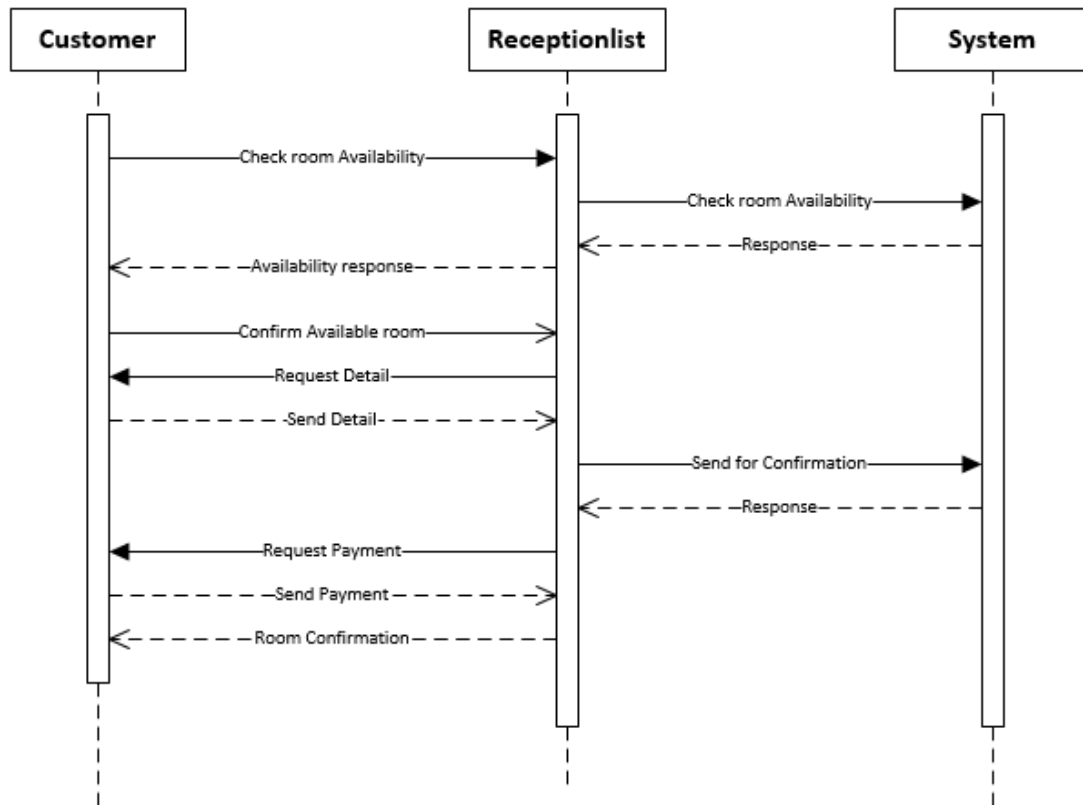 Customer
Receptionlist
System
Check room Availability
Check room Availability
Response
Availability response
Confirm Available room
Request Detail
Send Detail
Send for Confirmation
Response
Request Payment
Send Payment
Room Confirmation